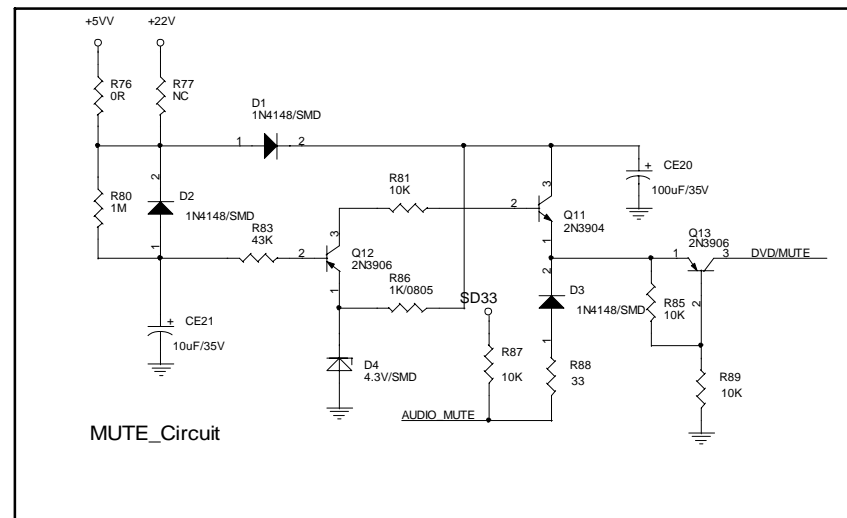 +5VV
+22V
R76
0R
R77
NC
D1
1N4148/SMD
1
2
R80
1M
2
D2
1N4148/SMD
1
R83
43K
R81
10K
3
2
Q12
2N3906
1
R86
1K/0805
2
3
Q11
2N3904
1
CE20
100uF/35V
+
Q13
2N3906
1
3
DVD/MUTE
2
2
D3
1N4148/SMD
1
R85
10K
SD33
R87
10K
R88
33
R89
10K
CE21
10uF/35V
+
D4
4.3V/SMD
AUDIO_MUTE
MUTE_Circuit